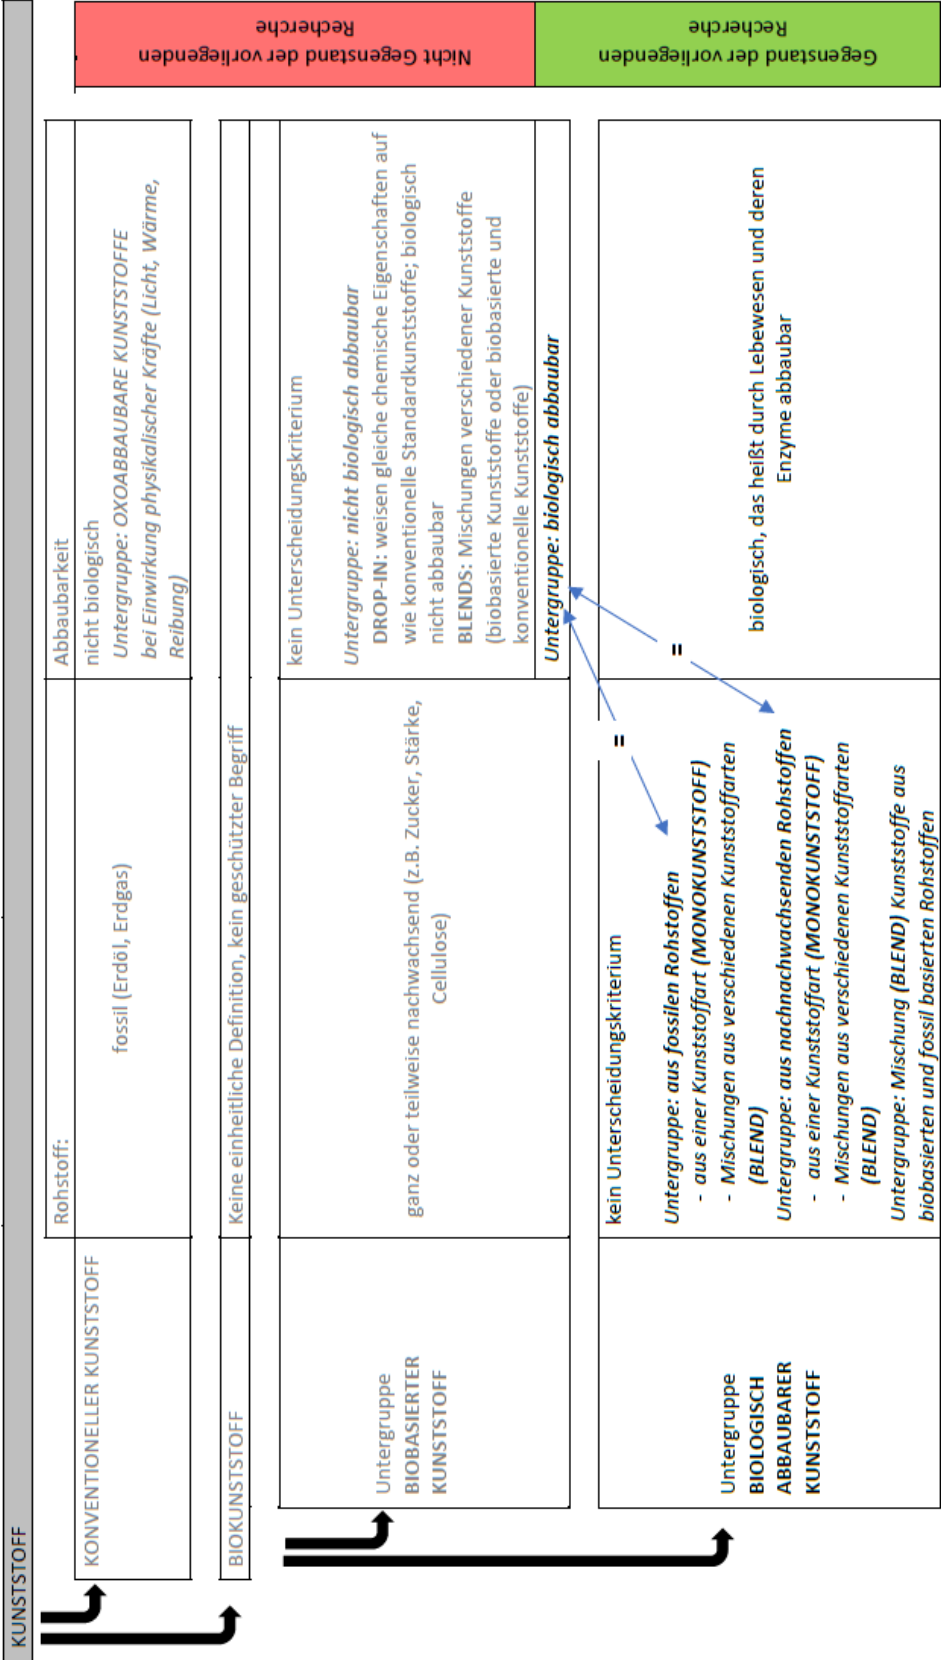 KUNSTSTOFF
Rohstoff:
Abbaubarkeit
KONVENTIONELLER KUNSTSTOFF
fossil (Erdöl, Erdgas)
nicht biologisch
Untergruppe: OXOABBAUBARE KUNSTSTOFFE
bei Einwirkung physikalischer Kräfte (Licht, Wärme,
Reibung)
BIOKUNSTSTOFF
Keine einheitliche Definition, kein geschützter Begriff
Untergruppe
BIOBASIERTER
KUNSTSTOFF
ganz oder teilweise nachwachsend (z.B. Zucker, Stärke,
Cellulose)
kein Unterscheidungskriterium
Untergruppe: nicht biologisch abbaubar
DROP-IN: weisen gleiche chemische Eigenschaften auf
wie konventionelle Standardkunststoffe; biologisch
nicht abbaubar
BLENDS: Mischungen verschiedener Kunststoffe
(biobasierte Kunststoffe oder biobasierte und
konventionelle Kunststoffe)
Untergruppe: biologisch abbaubar
=
=
Untergruppe
BIOLOGISCH
ABBAUBARER
KUNSTSTOFF
kein Unterscheidungskriterium
Untergruppe: aus fossilen Rohstoffen
- aus einer Kunststoffart (MONOKUNSTSTOFF)
- Mischungen aus verschiedenen Kunststoffarten
(BLEND)
Untergruppe: aus nachnachwachsenden Rohstoffen
- aus einer Kunststoffart (MONOKUNSTSTOFF)
- Mischungen aus verschiedenen Kunststoffarten
(BLEND)
Untergruppe: Mischung (BLEND) Kunststoffe aus
biobasierten und fossil basierten Rohstoffen
biologisch, das heißt durch Lebewesen und deren
Enzyme abbaubar
Nicht Gegenstand der vorliegenden
Recherche
Gegenstand der vorliegenden
Recherche